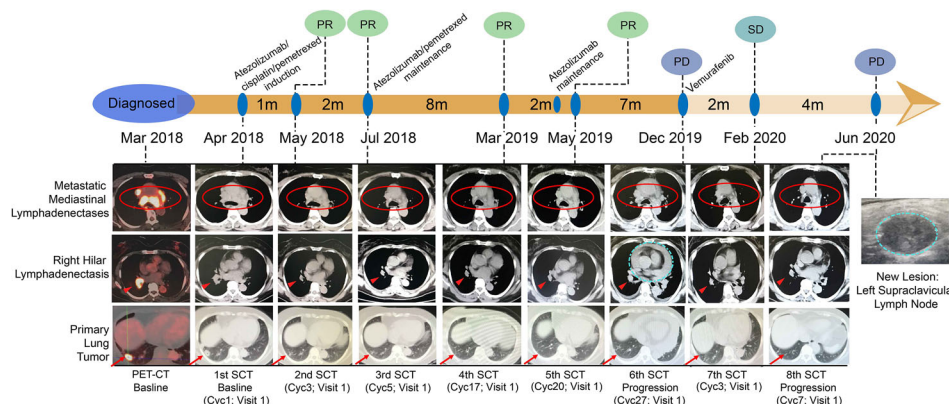 PR
PR
PR
PR
SD
PD
PD
Atezolizumab/
cisplatin/pemetrexed
induction
Atezolizumab/pemetrexed
maintenance
Atezolizumab
maintenance
Vemurafenib
Diagnosed
1m
2m
8m
2m
7m
2m
4m
Mar 2018
Apr 2018
May 2018
Jul 2018
Mar 2019
May 2019
Dec 2019
Feb 2020
Jun 2020
Metastatic
Mediastinal
Lymphadenectases
Right Hilar
Lymphadenectasis
Primary
Lung
Tumor
New Lesion:
Left Supraclavicular
Lymph Node
PET-CT
Basline
1st SCT
Basline
(Cyc1; Visit 1)
2nd SCT
(Cyc3; Visit 1)
3rd SCT
(Cyc5; Visit 1)
4th SCT
(Cyc17; Visit 1)
5th SCT
(Cyc20; Visit 1)
6th SCT
Progression
(Cyc27; Visit 1)
7th SCT
(Cyc3; Visit 1)
8th SCT
Progression
(Cyc7; Visit 1)